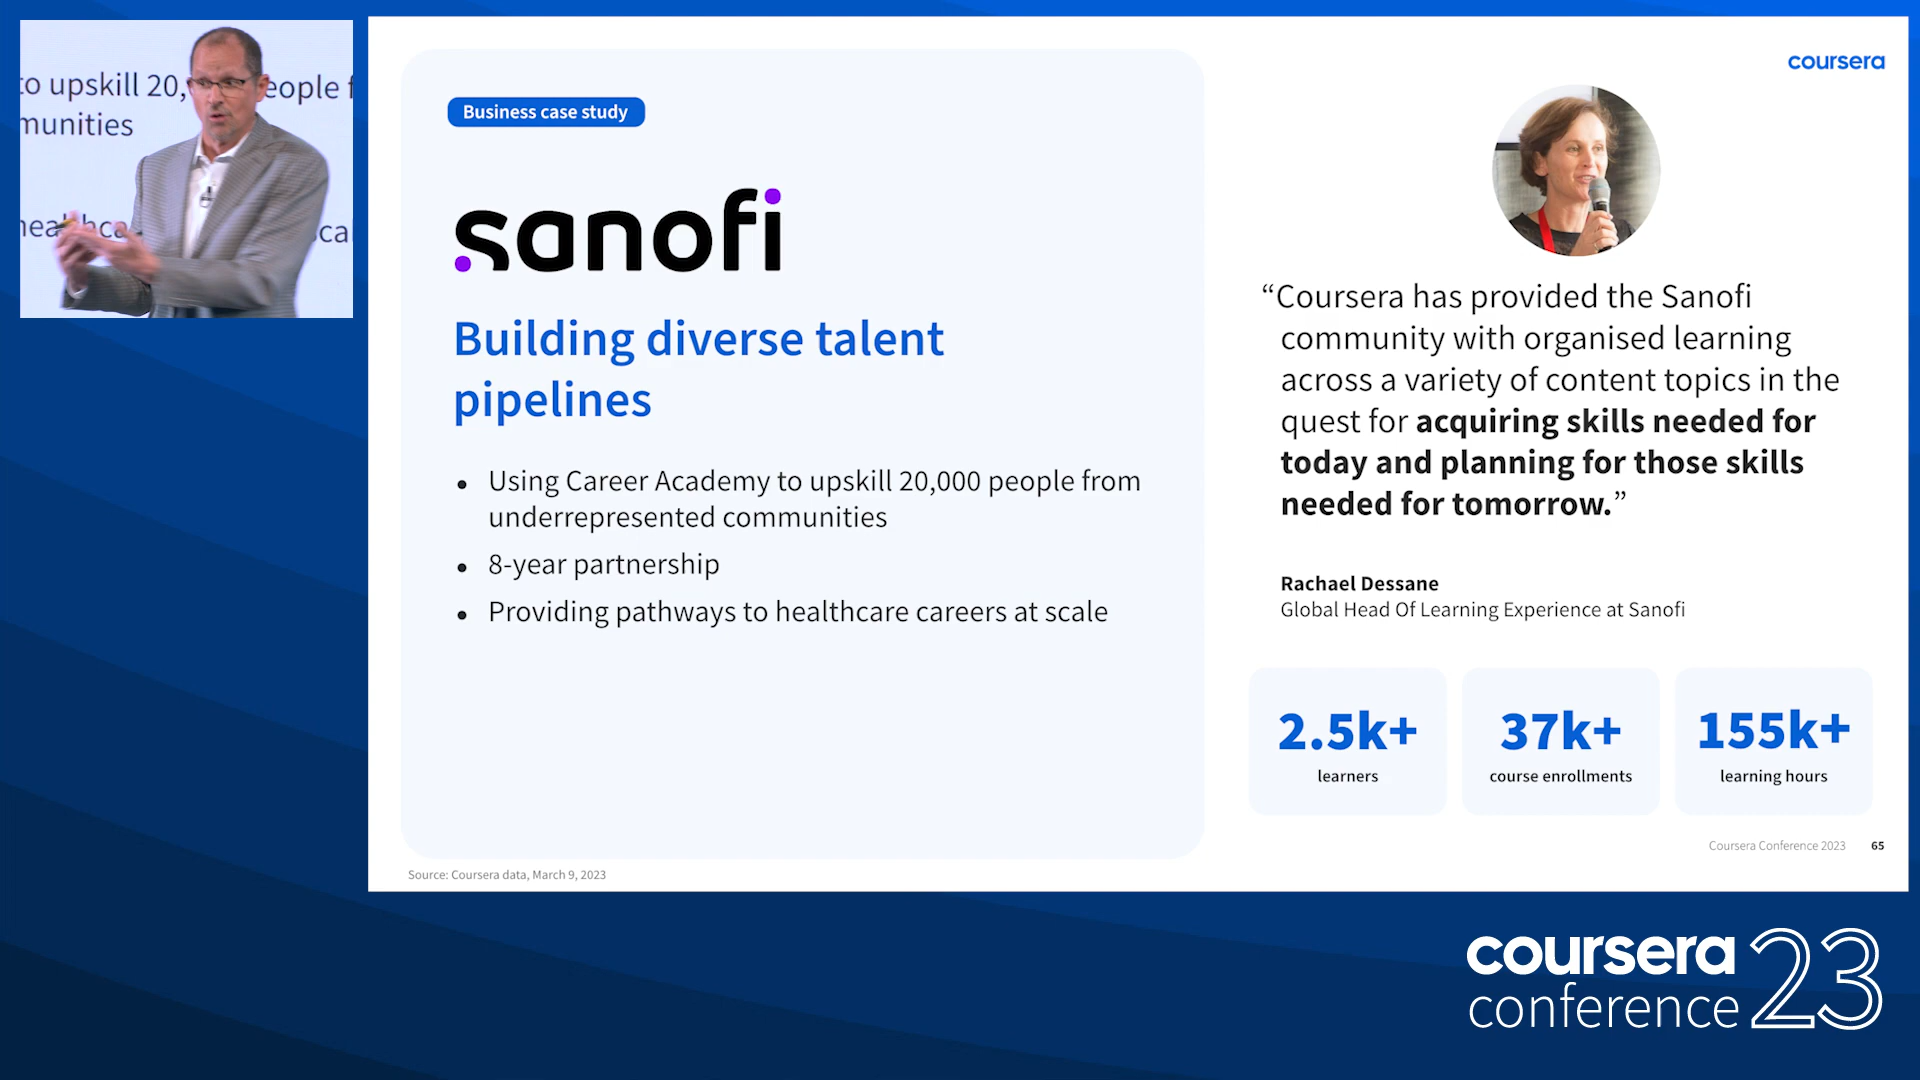 to upskill 20, eople f
munities
hea hca scal
coursera
Business case study
sanofi
Building diverse talent
pipelines
• Using Career Academy to upskill 20,000 people from
underrepresented communities
• 8-year partnership
• Providing pathways to healthcare careers at scale
“Coursera has provided the Sanofi
community with organised learning
across a variety of content topics in the
quest for acquiring skills needed for
today and planning for those skills
needed for tomorrow.”
Rachael Dessane
Global Head Of Learning Experience at Sanofi
2.5k+
learners
37k+
course enrollments
155k+
learning hours
Coursera Conference 2023 65
Source: Coursera data, March 9, 2023
coursera
conference 23